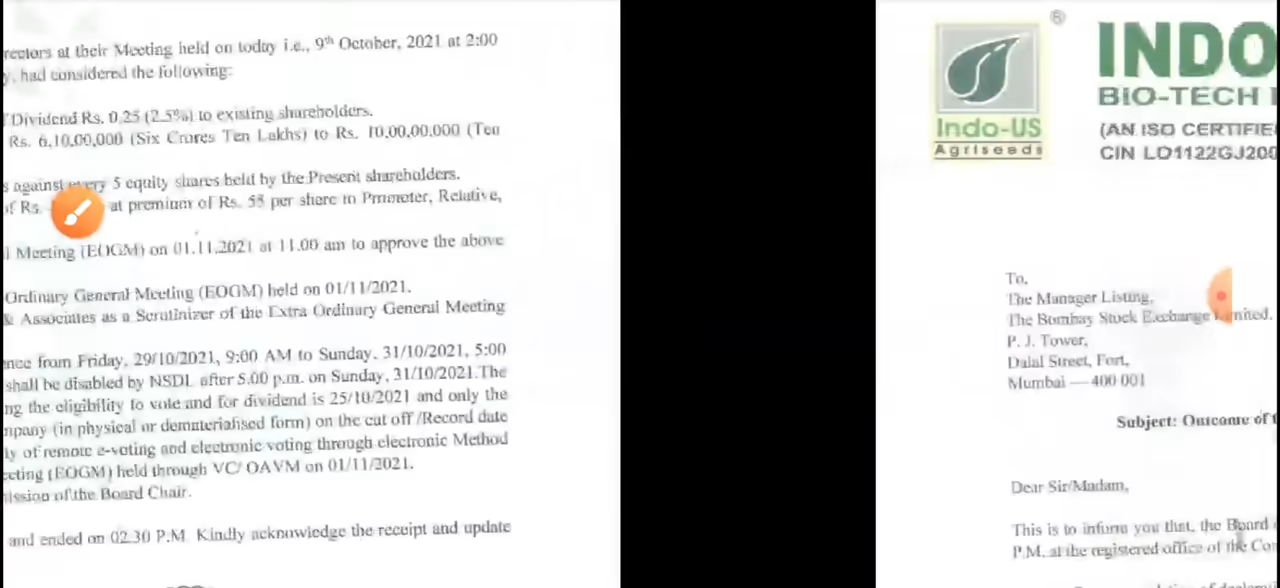 rectors at their Meeting held on today i.e., 9th October, 2021 at 2:00
y, had considered the following:
Dividend Rs. 0.25 (2.5%) to existing shareholders.
Rs. 6,10,00,000 (Six Crores Ten Lakhs) to Rs. 10,00,00,000 (Ten
s against every 5 equity shares held by the Present shareholders.
of Rs. at premium of Rs. 55 per share to Promoter, Relative,
l Meeting (EOGM) on 01.11.2021 at 11.00 am to approve the above
Ordinary General Meeting (EOGM) held on 01/11/2021.
& Associates as a Scrutinizer of the Extra Ordinary General Meeting
ence from Friday, 29/10/2021, 9:00 AM to Sunday, 31/10/2021, 5:00
shall be disabled by NSDL after 5.00 p.m. on Sunday, 31/10/2021.The
ng the eligibility to vote and for dividend is 25/10/2021 and only the
mpany (in physical or dematerialised form) on the cut off /Record date
ly of remote e-voting and electronic voting through electronic Method
eeting (EOGM) held through VC/ OAVM on 01/11/2021.
ission of the Board Chair.
and ended on 02.30 P.M. Kindly acknowledge the receipt and update
®
INDO
BIO-TECH
Indo-US
Agriseeds
(AN ISO CERTIFIE
CIN L01122GJ200
To,
The Manager Listing,
The Bombay Stock Exchange Limited.
P. J. Tower,
Dalal Street, Fort,
Mumbai — 400 001
Subject: Outcome of
Dear Sir/Madam,
This is to inform you that, the Board
P.M. at the registered office of the Co